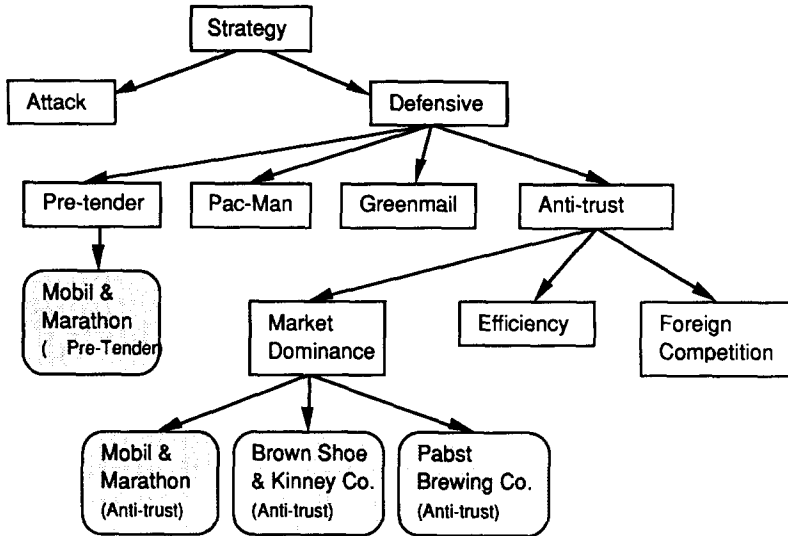 Strategy
Attack
Defensive
Pre-tender
Pac-Man
Greenmail
Anti-trust
Mobil &
Marathon
( Pre-Tender)
Market
Dominance
Efficiency
Foreign
Competition
Mobil &
Marathon
(Anti-trust)
Brown Shoe
& Kinney Co.
(Anti-trust)
Pabst
Brewing Co.
(Anti-trust)